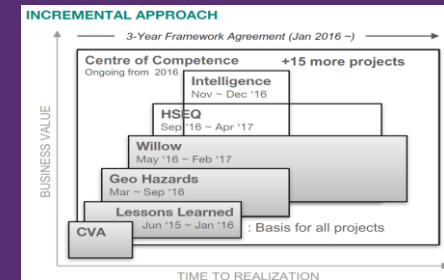 INCREMENTAL APPROACH
3-Year Framework Agreement (Jan 2016 ~)
Centre of Competence +15 more projects
Ongoing from 2016
Intelligence
Nov ~ Dec '16
HSEQ
Sep '16 ~ Apr '17
Willow
May '16 ~ Feb '17
Geo Hazards
Mar ~ Sep '16
Lessons Learned
Jun '15 ~ Jan '16 : Basis for all projects
CVA
BUSINESS VALUE
TIME TO REALIZATION